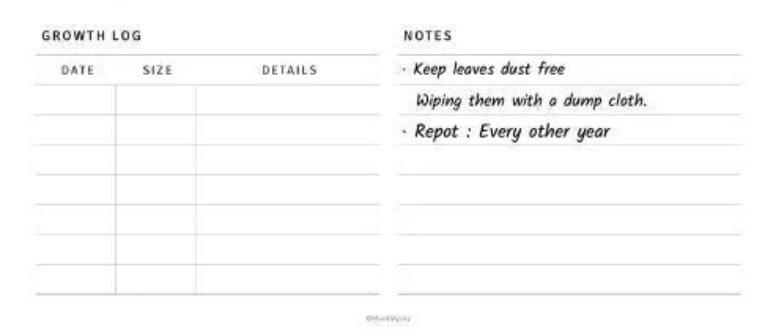 GROWTH LOG
DATE SIZE DETAILS
NOTES
· Keep leaves dust free
Wiping them with a dump cloth.
· Repot : Every other year